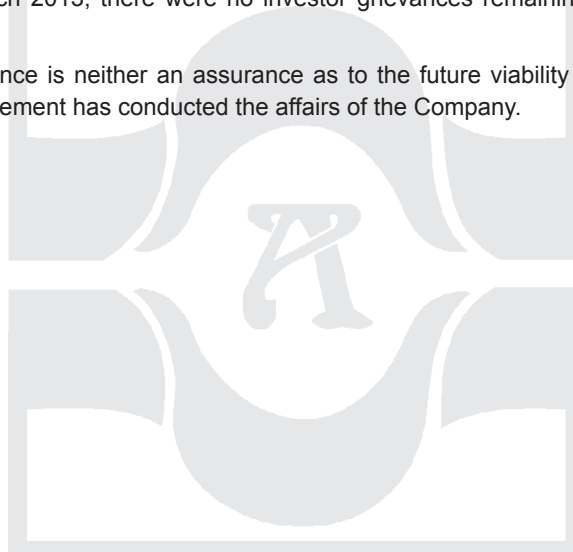 ch 2015, there were no investor grievances remainin
nce is neither an assurance as to the future viability
ement has conducted the affairs of the Company.